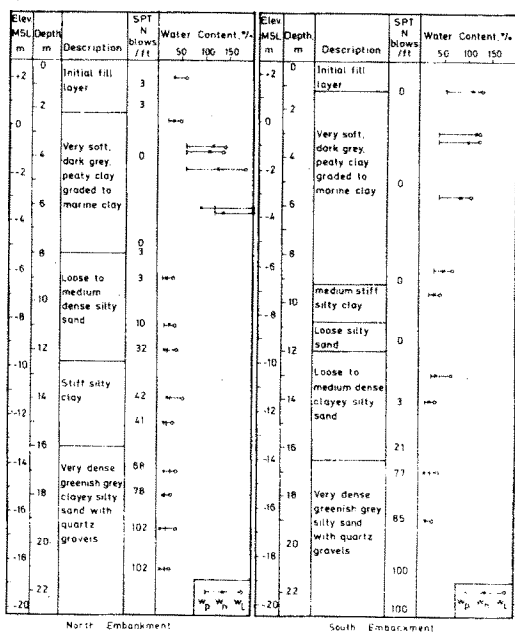 Elev. MSL m
Depth m
Description
SPT N blows /ft
Water Content, %
50 100 150
+2
0
-2
-4
-6
-8
-10
-12
-14
-16
-18
-20
0
2
4
6
8
10
12
14
16
18
20
22
Initial fill
layer
Very soft,
dark grey,
peaty clay
graded to
marine clay
Loose to
medium
dense silty
sand
Stiff silty
clay
Very dense
greenish grey
clayey silty
sand with
quartz
gravels
3
3
0
0
3
3
10
32
42
41
68
78
102
102
wp wn wL
North Embankment
Elev. MSL m
Depth m
Description
SPT N blows /ft
Water Content, %
50 100 150
+2
0
-2
-4
-6
-8
-10
-12
-14
-16
-18
-20
0
2
4
6
8
10
12
14
16
18
20
22
Initial fill
layer
Very soft,
dark grey,
peaty clay
graded to
marine clay
medium stiff
silty clay
Loose silty
sand
Loose to
medium dense
clayey silty
sand
Very dense
greenish grey
silty sand
with quartz
gravels
0
0
0
0
3
21
77
85
100
100
wp wn wL
South Embankment